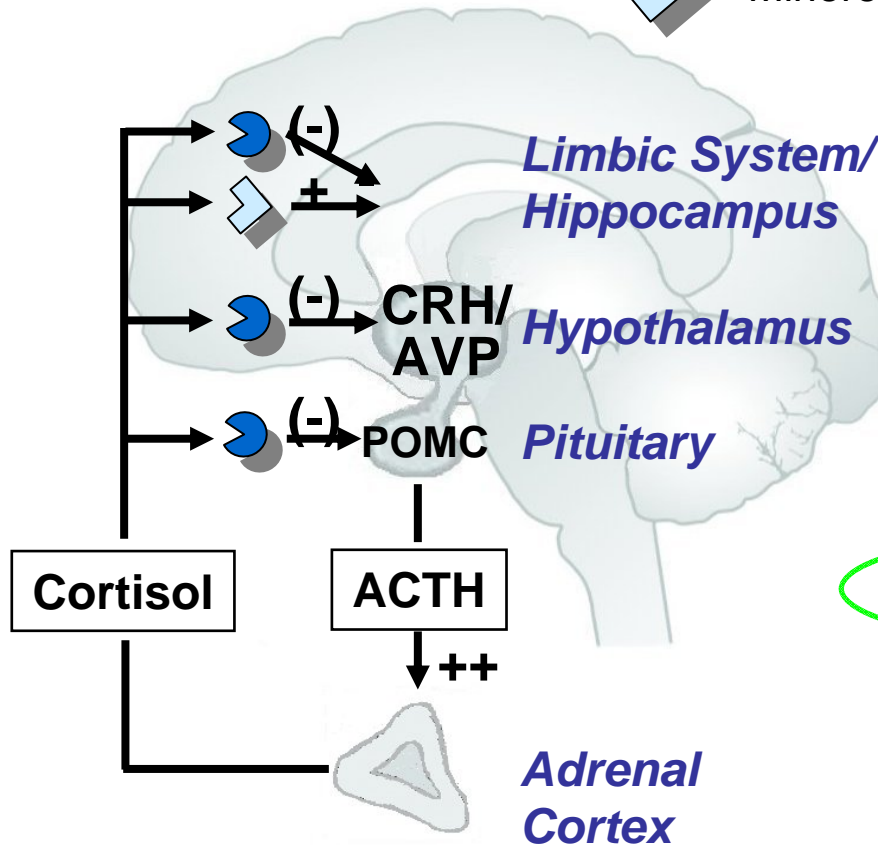 (-)
+
Limbic System/
Hippocampus
(-)
CRH/
AVP
Hypothalamus
(-)
POMC
Pituitary
Cortisol
ACTH
++
Adrenal
Cortex